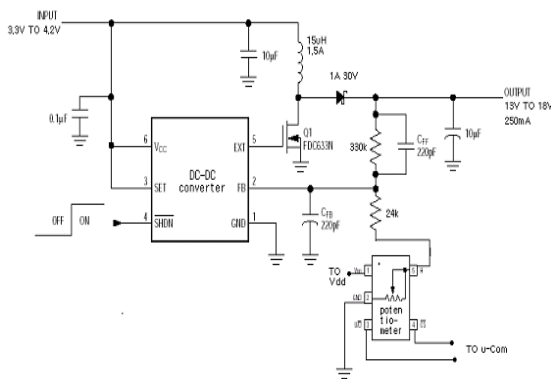 INPUT
3,3V TO 4,2V
10µF
15uH
1,5A
1A 30V
OUTPUT
13V TO 18V
250mA
0.1µF
6
VCC
EXT
5
Q1
FDC633N
330k
CFF
220pF
10µF
DC-DC
converter
3
SET
FB
2
OFF
ON
4
SHDN
GND
1
CFB
220pF
24k
TO
Vdd
1
5
GND
2
poten
tio-
meter
3
4
TO u-Com